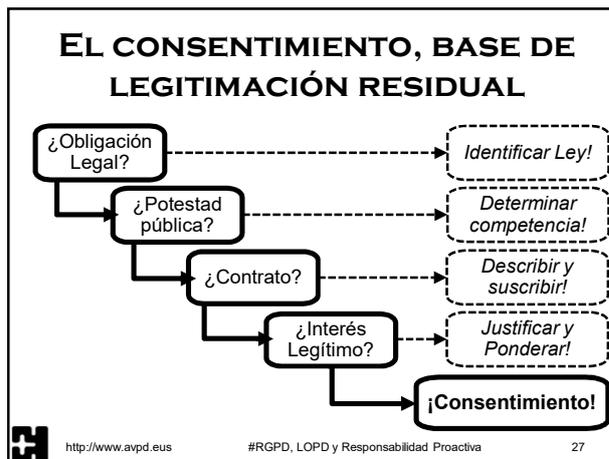 EL CONSENTIMIENTO, BASE DE
LEGITIMACIÓN RESIDUAL
¿Obligación
Legal?
Identificar Ley!
¿Potestad
pública?
Determinar
competencia!
¿Contrato?
Describir y
suscribir!
¿Interés
Legítimo?
Justificar y
Ponderar!
¡Consentimiento!
http://www.avpd.eus #RGPD, LOPD y Responsabilidad Proactiva 27